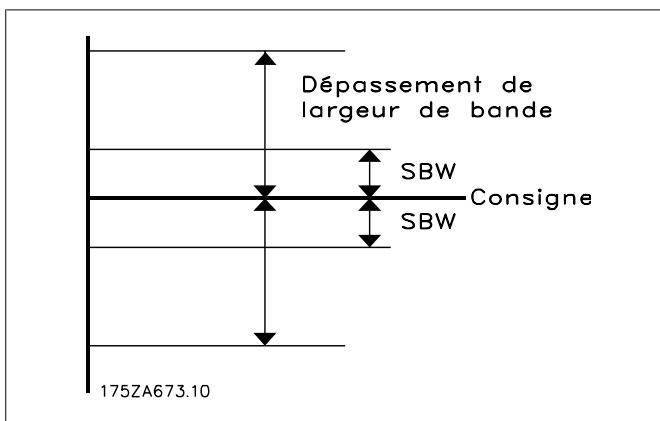 Dépassement de
largeur de bande
SBW
Consigne
SBW
175ZA673.10